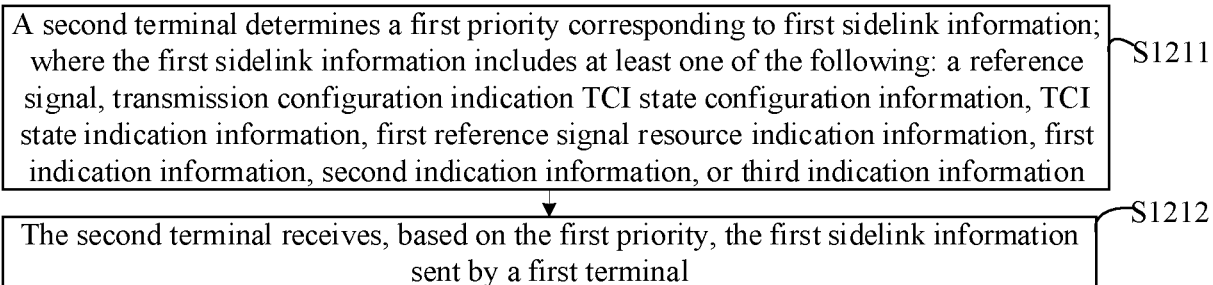 A second terminal determines a first priority corresponding to first sidelink information;
where the first sidelink information includes at least one of the following: a reference
signal, transmission configuration indication TCI state configuration information, TCI
state indication information, first reference signal resource indication information, first
indication information, second indication information, or third indication information
S1211
The second terminal receives, based on the first priority, the first sidelink information
sent by a first terminal
S1212